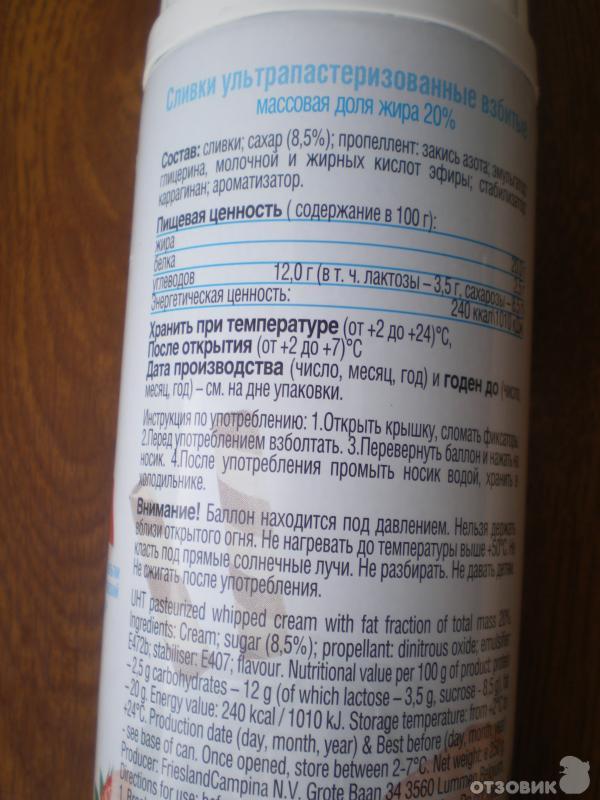 Сливки ультрапастеризованные взбитые
массовая доля жира 20%
Состав: сливки; сахар (8,5%); пропеллент: закись азота; эмульгатор:
глицерина, молочной и жирных кислот эфиры; стабилизатор:
каррагинан; ароматизатор.
Пищевая ценность ( содержание в 100 г):
жира 20,0 г
белка
углеводов 12,0 г (в т. ч. лактозы – 3,5 г, сахарозы –
Энергетическая ценность: 240 ккал\1010 кДж
Хранить при температуре (от +2 до +24)°С,
После открытия (от +2 до +7)°С
Дата производства (число, месяц, год) и годен до (число,
месяц, год) – см. на дне упаковки.
Инструкция по употреблению: 1.Открыть крышку, сломать фиксаторы.
2.Перед употреблением взболтать. 3.Перевернуть баллон и нажать на
носик. 4.После употребления промыть носик водой, хранить в
холодильнике.
Внимание! Баллон находится под давлением. Нельзя держать
вблизи открытого огня. Не нагревать до температуры выше +50°С. Не
класть под прямые солнечные лучи. Не разбирать. Не давать детям.
Не сжигать после употребления.
UHT pasteurized whipped cream with fat fraction of total mass 20%.
Ingredients: Cream; sugar (8,5%); propellant: dinitrous oxide; emulsifier:
E472b; stabiliser: E407; flavour. Nutritional value per 100 g of product: protein
– 2,5 g carbohydrates – 12 g (of which lactose – 3,5 g, sucrose - 8,5 g), fat
– 20 g. Energy value: 240 kcal / 1010 kJ. Storage temperature: from +2°C to
+24°C. Production date (day, month, year) & Best before (day, month, year)
- see base of can. Once opened, store between 2-7°C. Net weight: e 250 g
Producer: FrieslandCampina N.V. Grote Baan 34 3560 Lummen Belgium
Directions for use:
отзовик